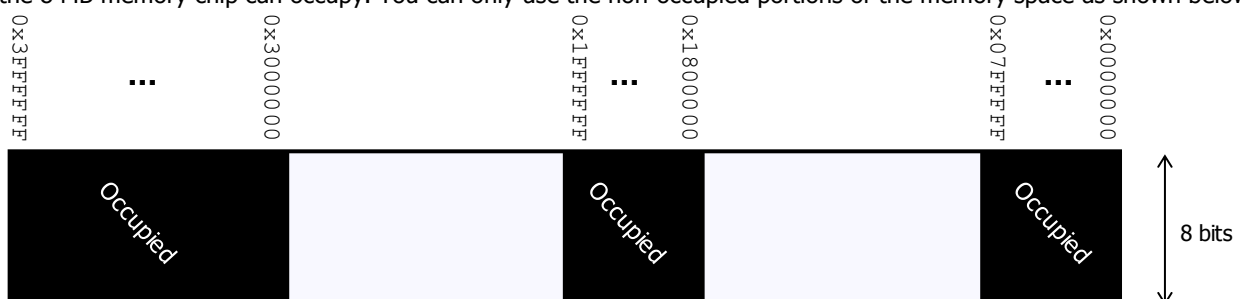 the 8 MB memory chip can occupy. You can only use the non-occupied portions of the memory space as shown below
0x3FFFFFF ... 0x3000000 0x1FFFFFF ... 0x1800000 0x07FFFFF ... 0x0000000
Occupied Occupied Occupied
8 bits